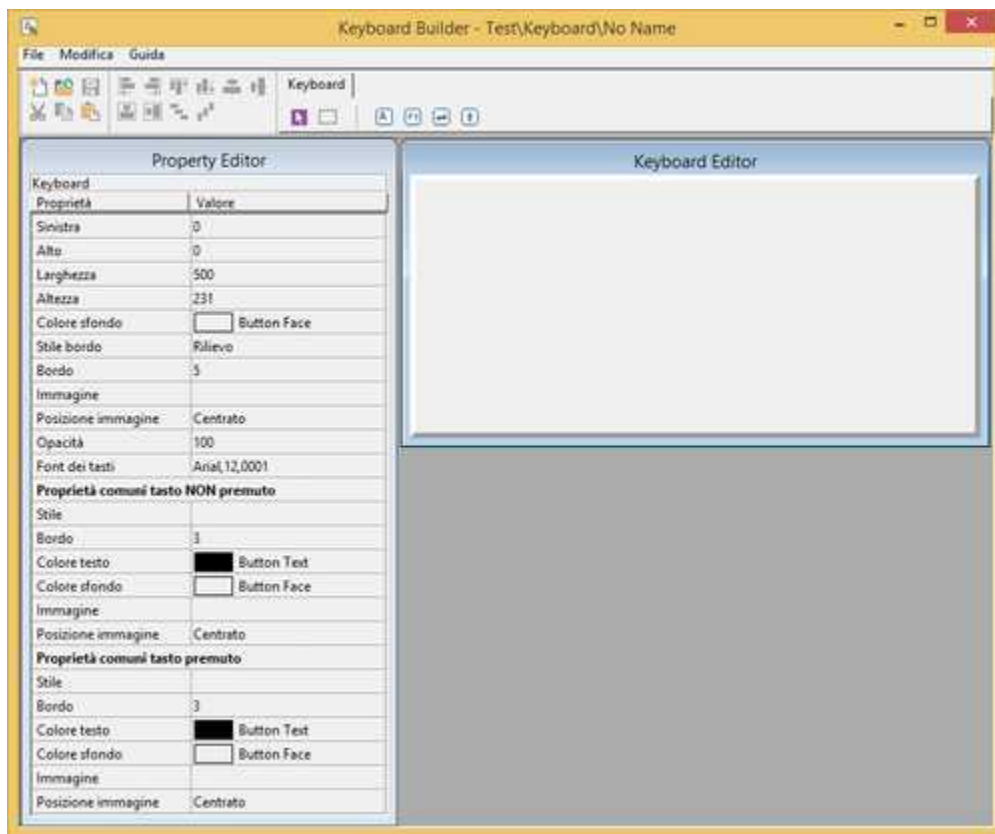 Keyboard Builder - Test\Keyboard\No Name
File Modifica Guida
Keyboard
Property Editor
Keyboard
Proprietà Valore
Sinistra 0
Alto 0
Larghezza 500
Altezza 231
Colore sfondo Button Face
Stile bordo Rilievo
Bordo 5
Immagine
Posizione immagine Centrato
Opacità 100
Font dei tasti Arial,12,0001
Proprietà comuni tasto NON premuto
Stile
Bordo 3
Colore testo Button Text
Colore sfondo Button Face
Immagine
Posizione immagine Centrato
Proprietà comuni tasto premuto
Stile
Bordo 3
Colore testo Button Text
Colore sfondo Button Face
Immagine
Posizione immagine Centrato
Keyboard Editor